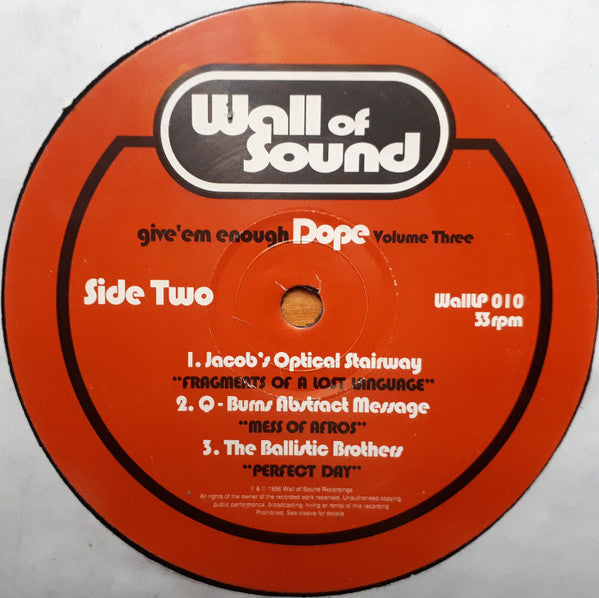 Wall of
Sound
give'em enough Dope Volume Three
Side Two
WallLP 010
33rpm
1. Jacob's Optical Stairway
"FRAGMENTS OF A LOST LANGUAGE"
2. Q-Burns Abstract Message
"MESS OF AFROS"
3. The Ballistic Brothers
"PERFECT DAY"
℗ & © 1996 Wall of Sound Recordings
All rights of the owner of the recorded work reserved. Unauthorised copying,
public performance, broadcasting, hiring or rental of this recording
Prohibited. See sleeve for details